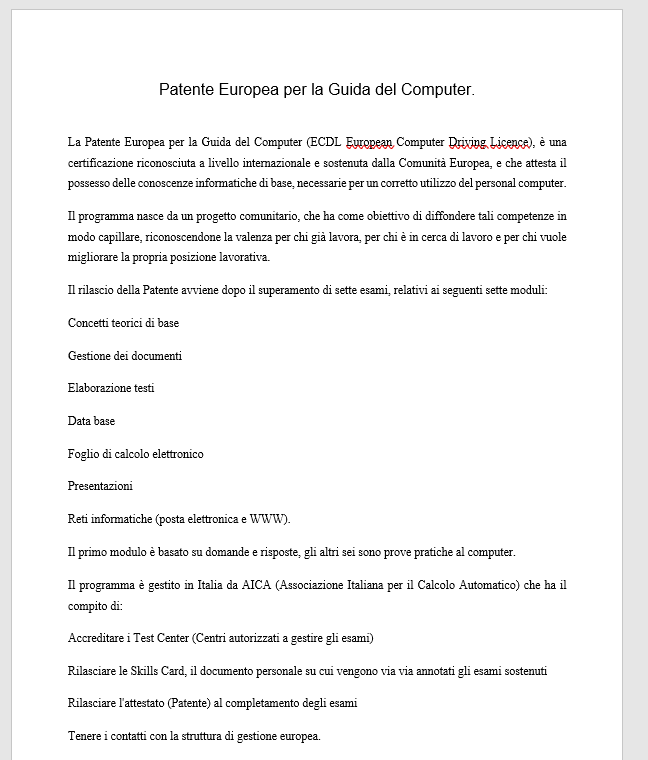 Patente Europea per la Guida del Computer.
La Patente Europea per la Guida del Computer (ECDL European Computer Driving Licence), è una
certificazione riconosciuta a livello internazionale e sostenuta dalla Comunità Europea, e che attesta il
possesso delle conoscenze informatiche di base, necessarie per un corretto utilizzo del personal computer.
Il programma nasce da un progetto comunitario, che ha come obiettivo di diffondere tali competenze in
modo capillare, riconoscendone la valenza per chi già lavora, per chi è in cerca di lavoro e per chi vuole
migliorare la propria posizione lavorativa.
Il rilascio della Patente avviene dopo il superamento di sette esami, relativi ai seguenti sette moduli:
Concetti teorici di base
Gestione dei documenti
Elaborazione testi
Data base
Foglio di calcolo elettronico
Presentazioni
Reti informatiche (posta elettronica e WWW).
Il primo modulo è basato su domande e risposte, gli altri sei sono prove pratiche al computer.
Il programma è gestito in Italia da AICA (Associazione Italiana per il Calcolo Automatico) che ha il
compito di:
Accreditare i Test Center (Centri autorizzati a gestire gli esami)
Rilasciare le Skills Card, il documento personale su cui vengono via via annotati gli esami sostenuti
Rilasciare l'attestato (Patente) al completamento degli esami
Tenere i contatti con la struttura di gestione europea.